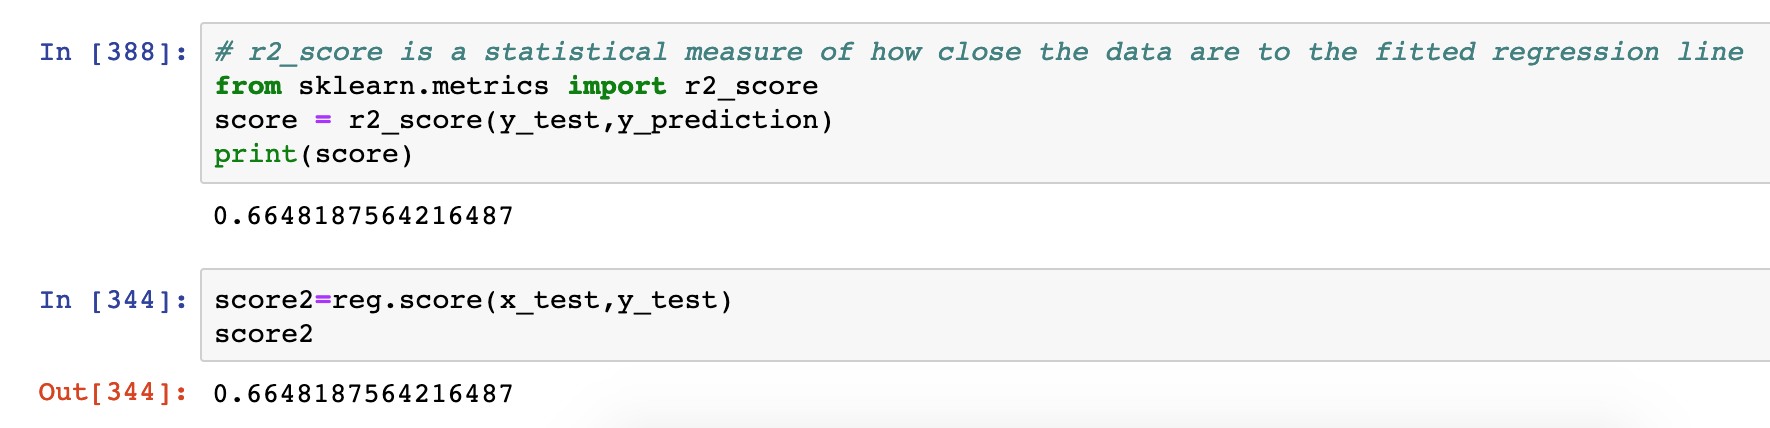 In [388]: # r2_score is a statistical measure of how close the data are to the fitted regression line
from sklearn.metrics import r2_score
score = r2_score(y_test,y_prediction)
print(score)
0.6648187564216487
In [344]: score2=reg.score(x_test,y_test)
score2
Out[344]: 0.6648187564216487